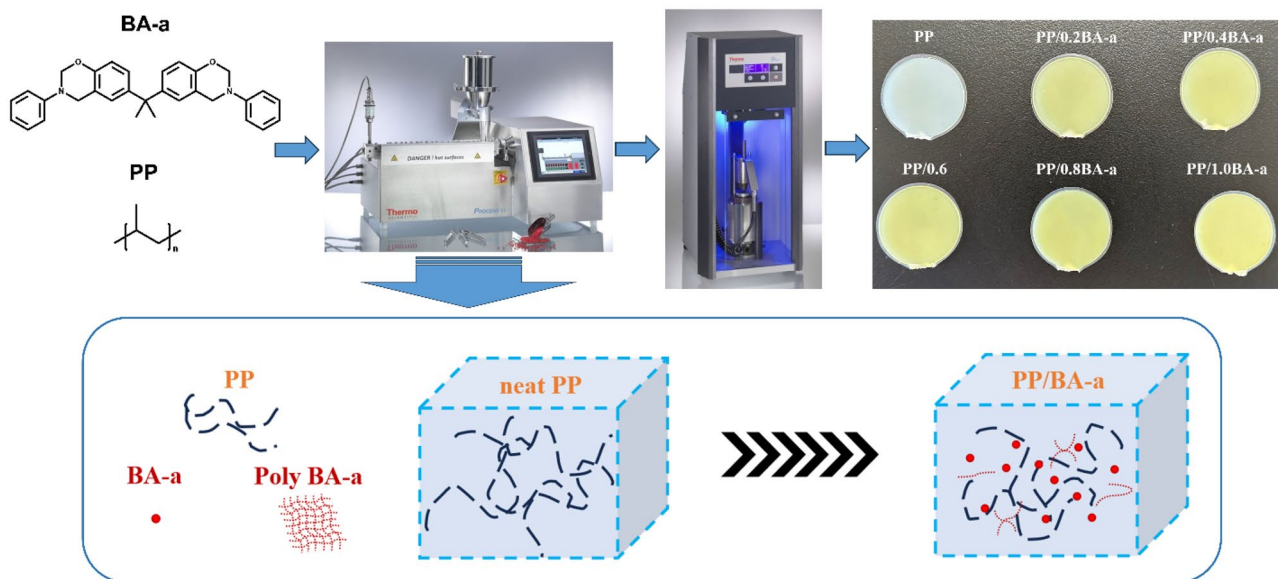 BA-a
O
N
O
N
PP
n
DANGER / hot surfaces
Thermo
SCIENTIFIC
Process 11
Thermo
PP
PP/0.2BA-a
PP/0.4BA-a
PP/0.6
PP/0.8BA-a
PP/1.0BA-a
PP
BA-a
Poly BA-a
neat PP
PP/BA-a